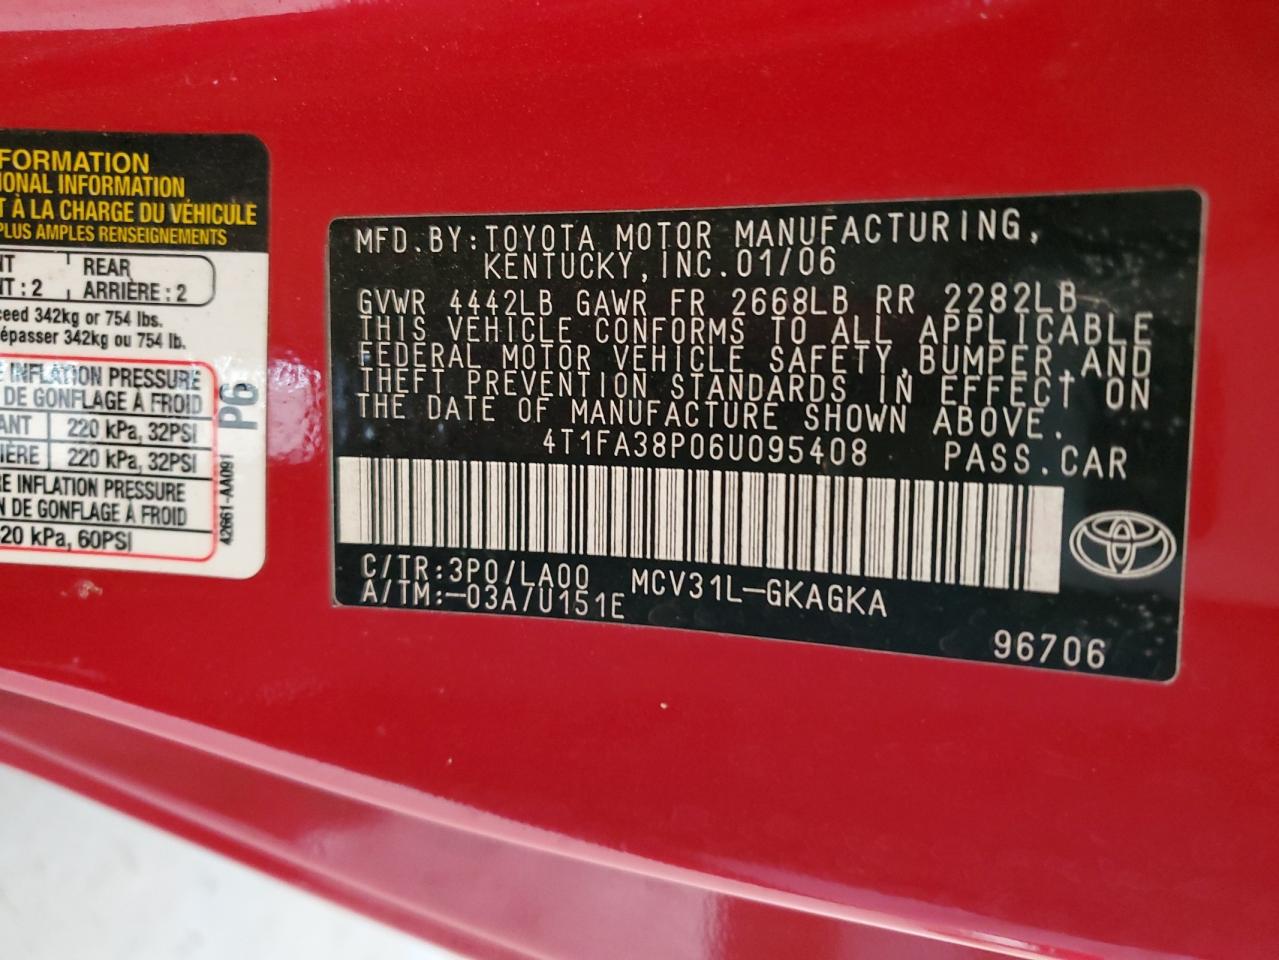 FORMATION
IONAL INFORMATION
T À LA CHARGE DU VÉHICULE
PLUS AMPLES RENSEIGNEMENTS
NT REAR
NT : 2 ARRIÈRE : 2
ceed 342kg or 754 lbs.
épasser 342kg ou 754 lb.
E INFLATION PRESSURE
DE GONFLAGE À FROID
ANT 220 kPa, 32PSI
IÈRE 220 kPa, 32PSI
E INFLATION PRESSURE
N DE GONFLAGE À FROID
20 kPa, 60PSI
P6
42661-AA091
MFD. BY: TOYOTA MOTOR MANUFACTURING,
KENTUCKY, INC. 01/06
GVWR 4442LB GAWR FR 2668LB RR 2282LB
THIS VEHICLE CONFORMS TO ALL APPLICABLE
FEDERAL MOTOR VEHICLE SAFETY, BUMPER, AND
THEFT PREVENTION STANDARDS IN EFFECT ON
THE DATE OF MANUFACTURE SHOWN ABOVE.
4T1FA38P06U095408 PASS. CAR
C/TR: 3P0/LA00 MCV31L-GKAGKA
A/TM: -03A/U151E
96706